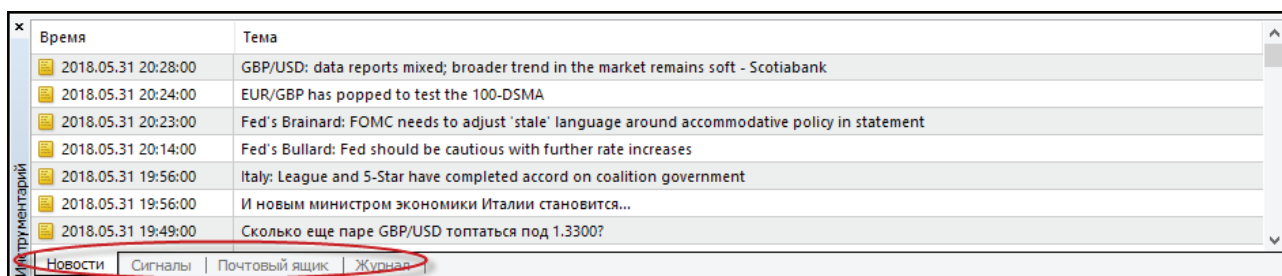 Время Тема
2018.05.31 20:28:00 GBP/USD: data reports mixed; broader trend in the market remains soft - Scotiabank
2018.05.31 20:24:00 EUR/GBP has popped to test the 100-DSMA
2018.05.31 20:23:00 Fed's Brainard: FOMC needs to adjust 'stale' language around accommodative policy in statement
2018.05.31 20:14:00 Fed's Bullard: Fed should be cautious with further rate increases
2018.05.31 19:56:00 Italy: League and 5-Star have completed accord on coalition government
2018.05.31 19:56:00 И новым министром экономики Италии становится...
2018.05.31 19:49:00 Сколько еще паре GBP/USD топтаться под 1.3300?
Инструментарий
Новости | Сигналы | Почтовый ящик | Журнал |